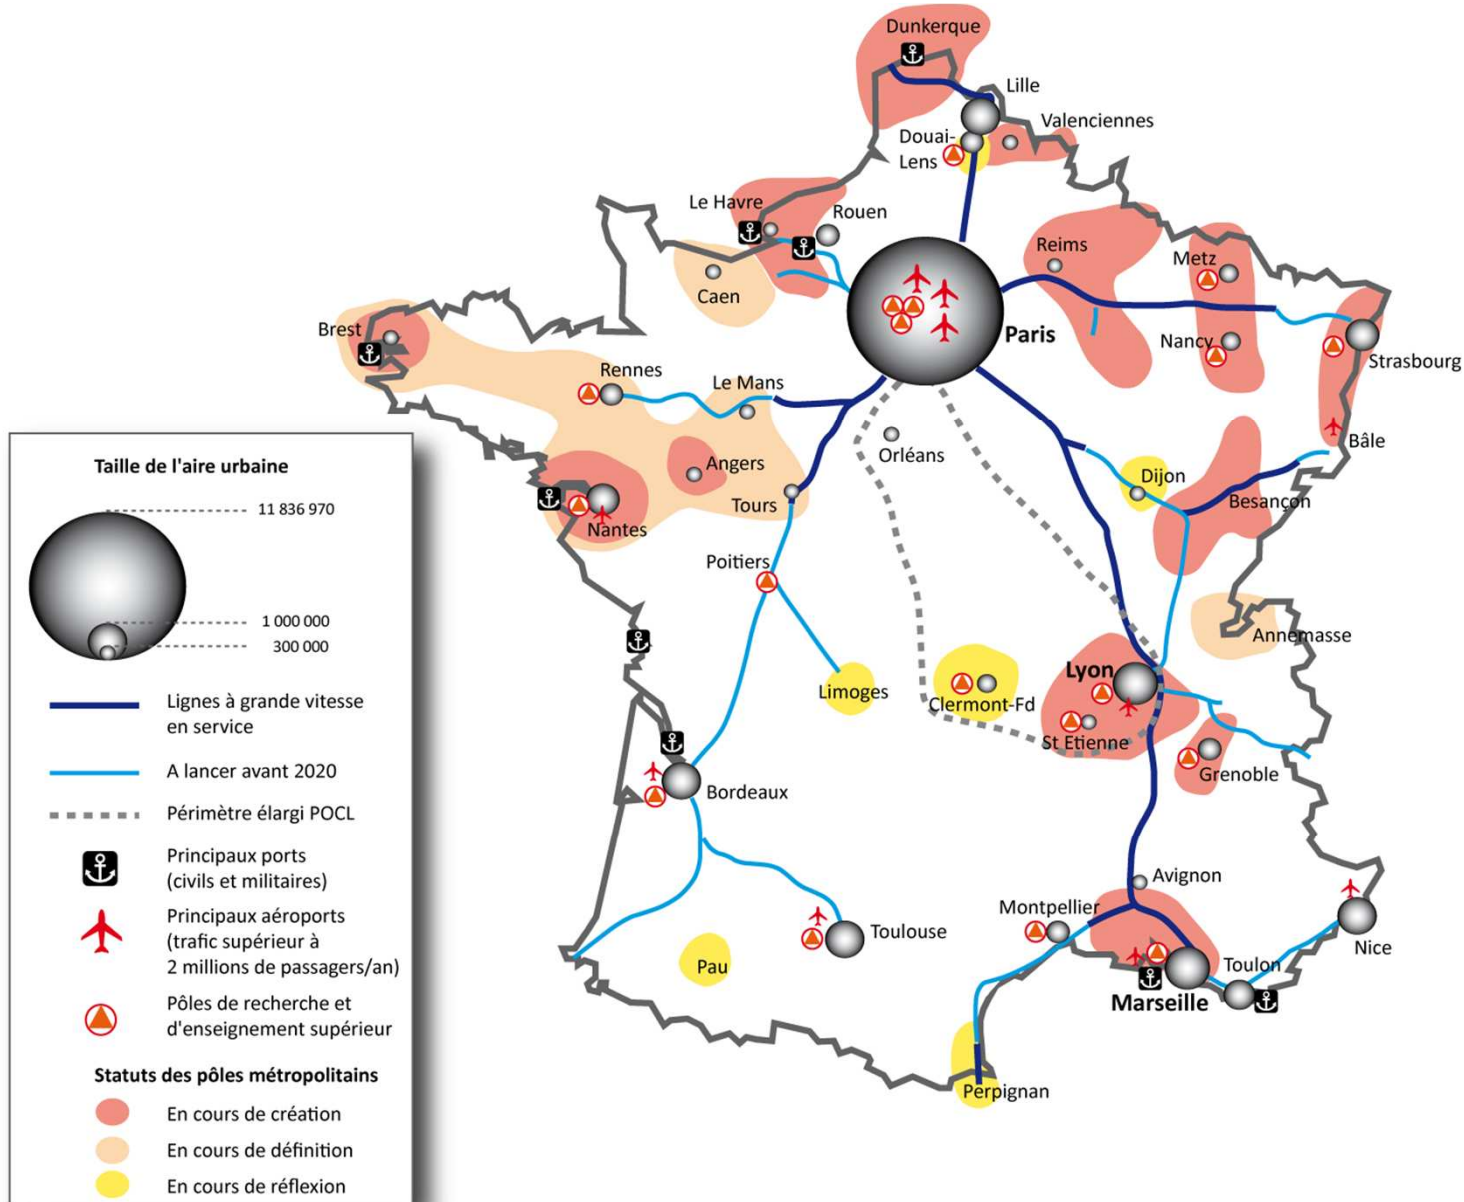 Dunkerque
Lille
Valenciennes
Douai-
Lens
Le Havre
Rouen
Reims
Metz
Caen
Brest
Paris
Nancy
Strasbourg
Rennes
Le Mans
Bâle
Orléans
Angers
Dijon
Tours
Besançon
Nantes
Poitiers
Annemasse
Lyon
Limoges
Clermont-Fd
St Etienne
Grenoble
Bordeaux
Avignon
Montpellier
Toulouse
Nice
Pau
Toulon
Marseille
Perpignan
Taille de l'aire urbaine
11 836 970
1 000 000
300 000
Lignes à grande vitesse
en service
A lancer avant 2020
Périmètre élargi POCL
Principaux ports
(civils et militaires)
Principaux aéroports
(trafic supérieur à
2 millions de passagers/an)
Pôles de recherche et
d'enseignement supérieur
Statuts des pôles métropolitains
En cours de création
En cours de définition
En cours de réflexion